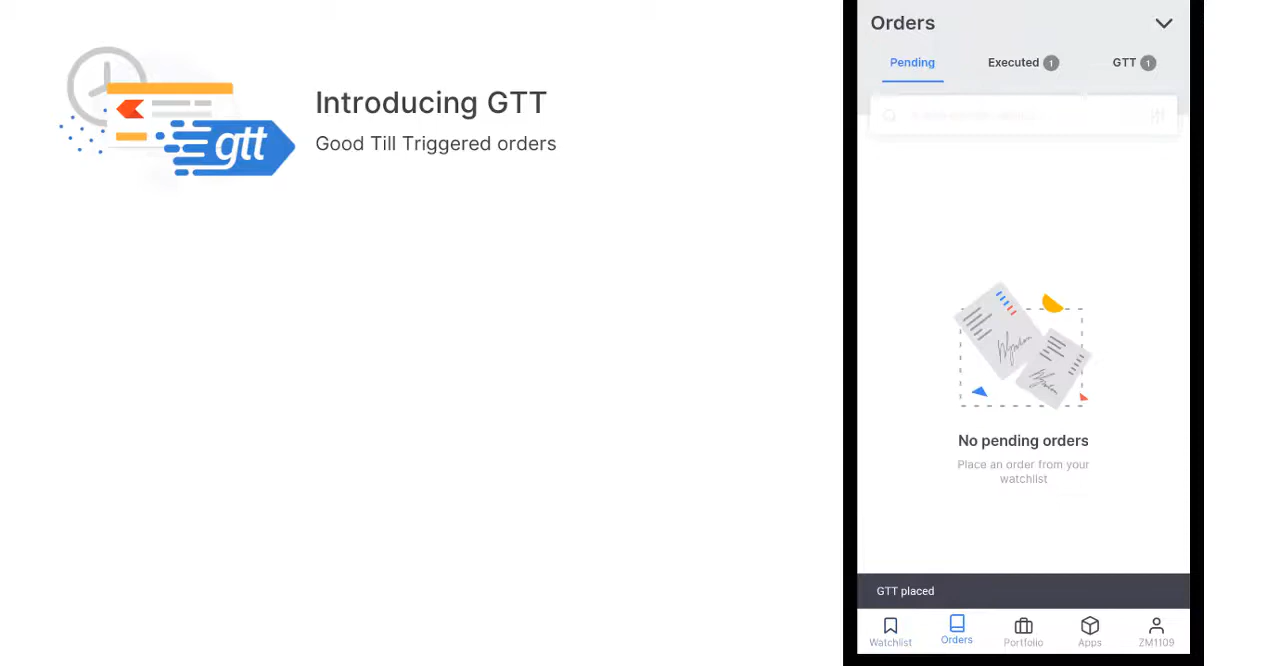 gtt
Introducing GTT
Good Till Triggered orders
Orders
Pending
Executed 1
GTT 1
No pending orders
Place an order from your
watchlist
GTT placed
Watchlist
Orders
Portfolio
Apps
ZM1109